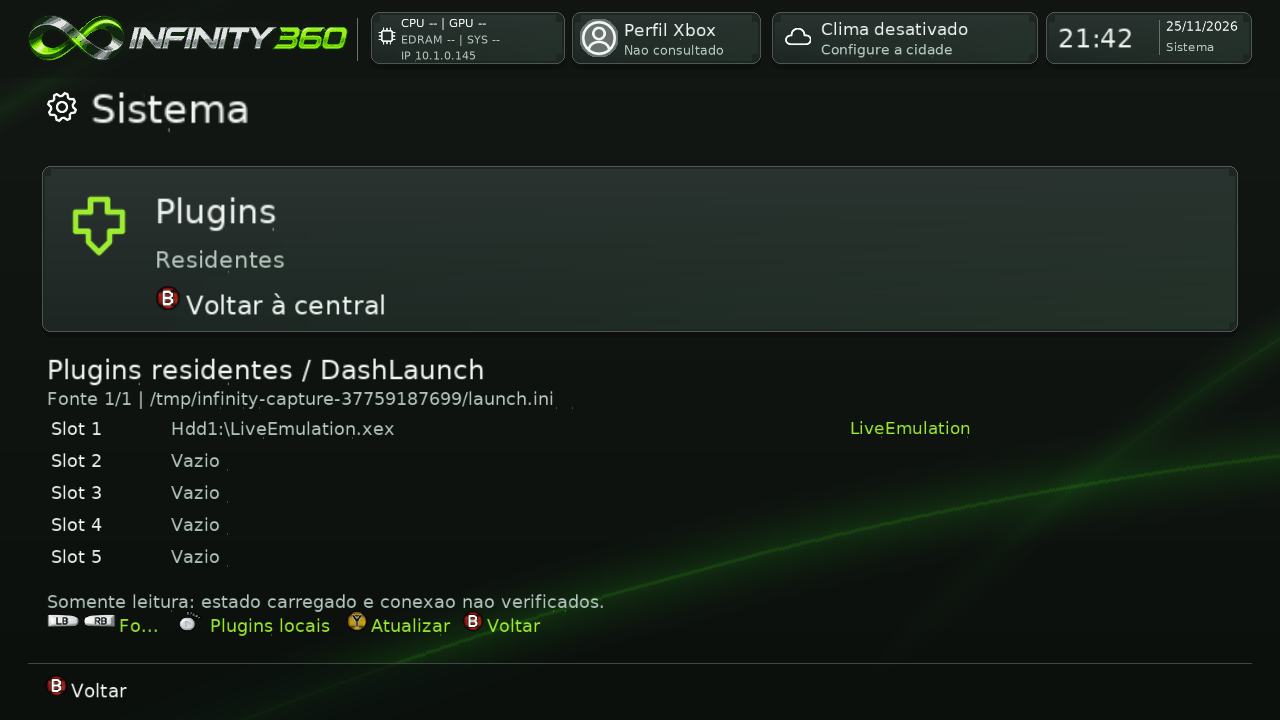 INFINITY 360
CPU -- | GPU --
EDRAM -- | SYS --
IP 10.1.0.145
Perfil Xbox
Nao consultado
Clima desativado
Configure a cidade
21:42
25/11/2026
Sistema
Sistema
Plugins
Residentes
B Voltar à central
Plugins residentes / DashLaunch
Fonte 1/1 | /tmp/infinity-capture-37759187699/launch.ini
Slot 1 Hdd1:\LiveEmulation.xex LiveEmulation
Slot 2 Vazio
Slot 3 Vazio
Slot 4 Vazio
Slot 5 Vazio
Somente leitura: estado carregado e conexao nao verificados.
LB RB Fo... Plugins locais Y Atualizar B Voltar
B Voltar